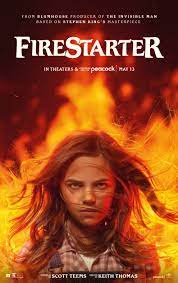 FROM BLUMHOUSE PRODUCER OF THE INVISIBLE MAN
BASED ON STEPHEN KING'S MASTERPIECE
FIRESTARTER
IN THEATERS & peacock MAY 13
SCOTT TEEMS
KEITH THOMAS